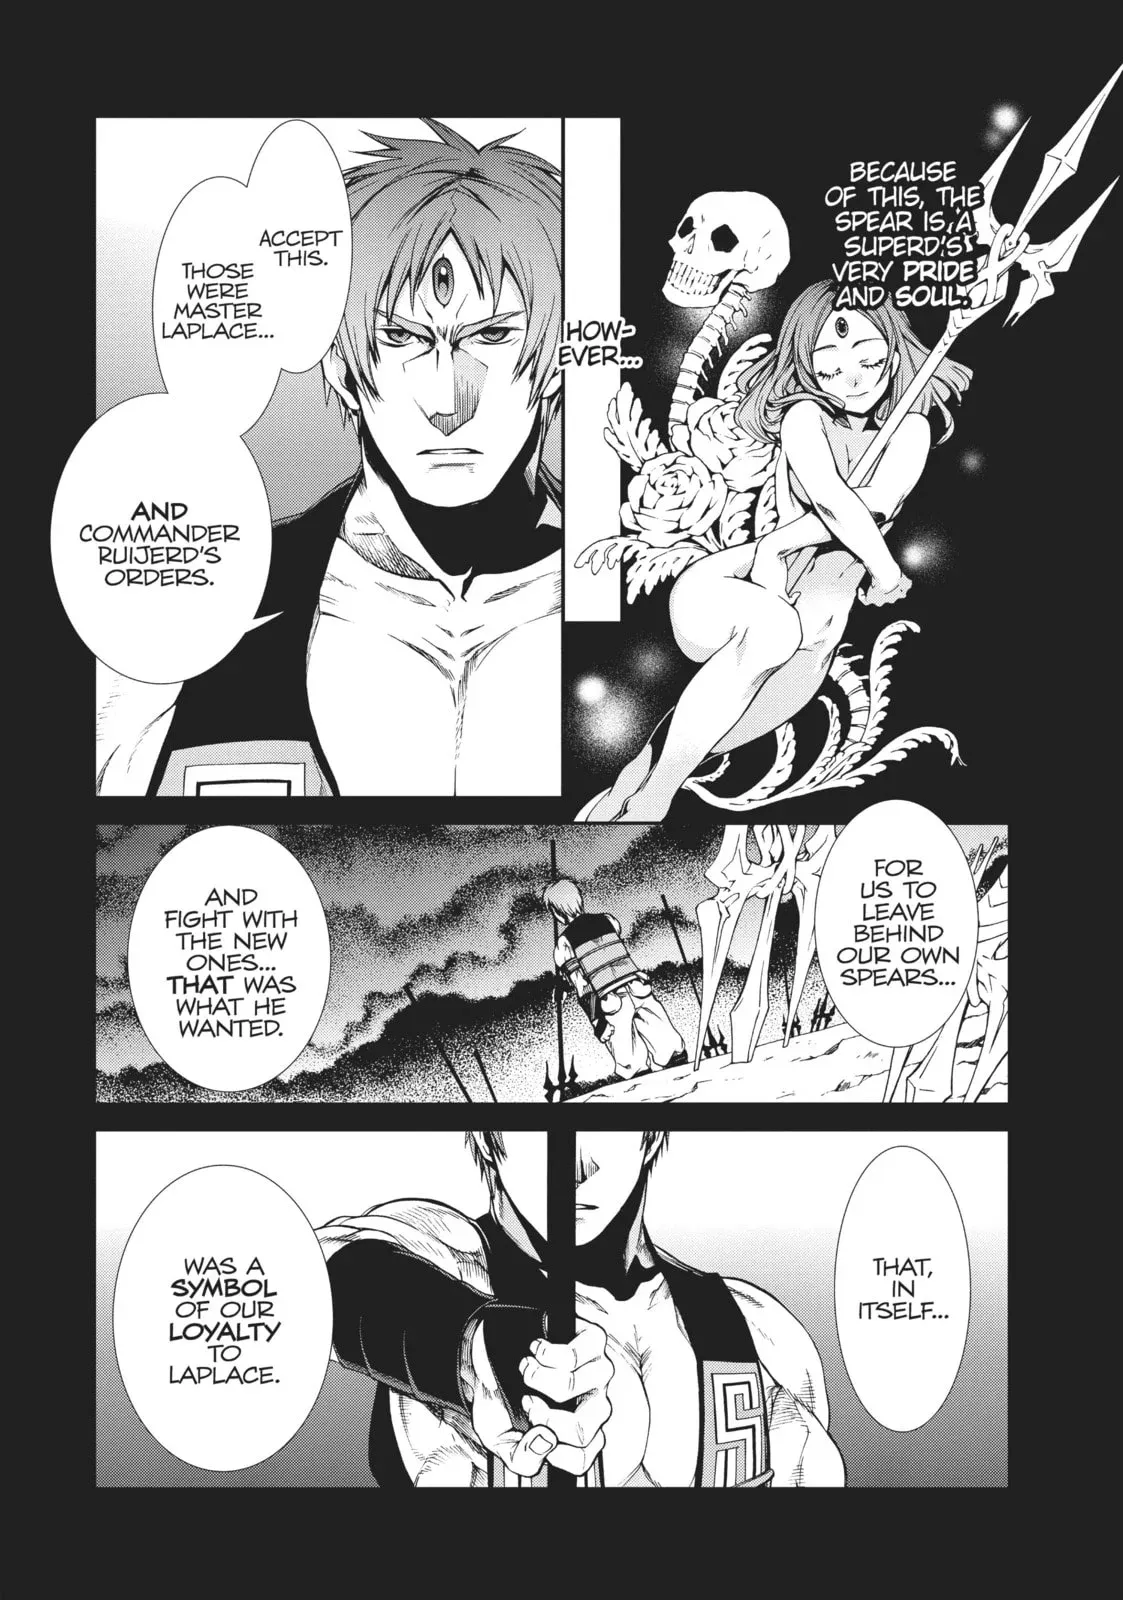 BECAUSE
OF THIS, THE
SPEAR IS A
SUPERD'S
VERY PRIDE
AND SOUL.
HOW-
EVER...
ACCEPT
THIS.
THOSE
WERE
MASTER
LAPLACE...
AND
COMMANDER
RUIJERD'S
ORDERS.
FOR
US TO
LEAVE
BEHIND
OUR OWN
SPEARS...
AND
FIGHT WITH
THE NEW
ONES...
THAT WAS
WHAT HE
WANTED.
THAT,
IN
ITSELF...
WAS A
SYMBOL
OF OUR
LOYALTY
TO
LAPLACE.